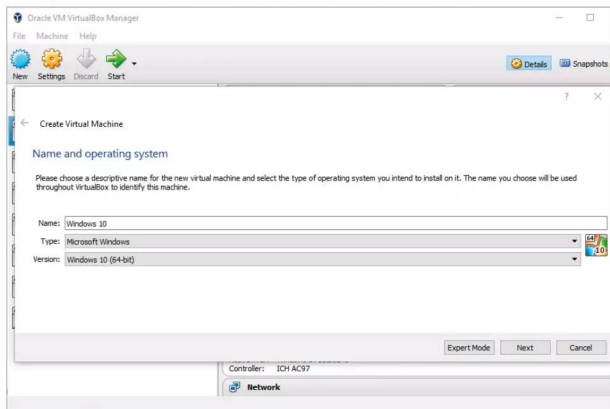 Oracle VM VirtualBox Manager
File Machine Help
New Settings Discard Start
Details Snapshots
?
Create Virtual Machine
Name and operating system
Please choose a descriptive name for the new virtual machine and select the type of operating system you intend to install on it. The name you choose will be used
throughout VirtualBox to identify this machine.
Name: Windows 10
Type: Microsoft Windows
64
10
Version: Windows 10 (64-bit)
Expert Mode Next Cancel
Controller: ICH AC97
Network